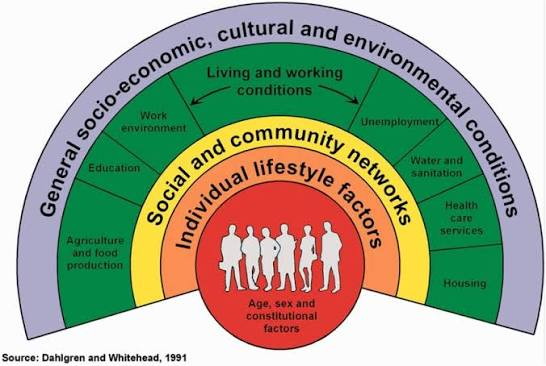 General socio-economic, cultural and environmental conditions
Living and working
conditions
Work
environment
Unemployment
Education
Water and
sanitation
Agriculture
and food
production
Health
care
services
Housing
Social and community networks
Individual lifestyle factors
Age, sex and
constitutional
factors
Source: Dahlgren and Whitehead, 1991